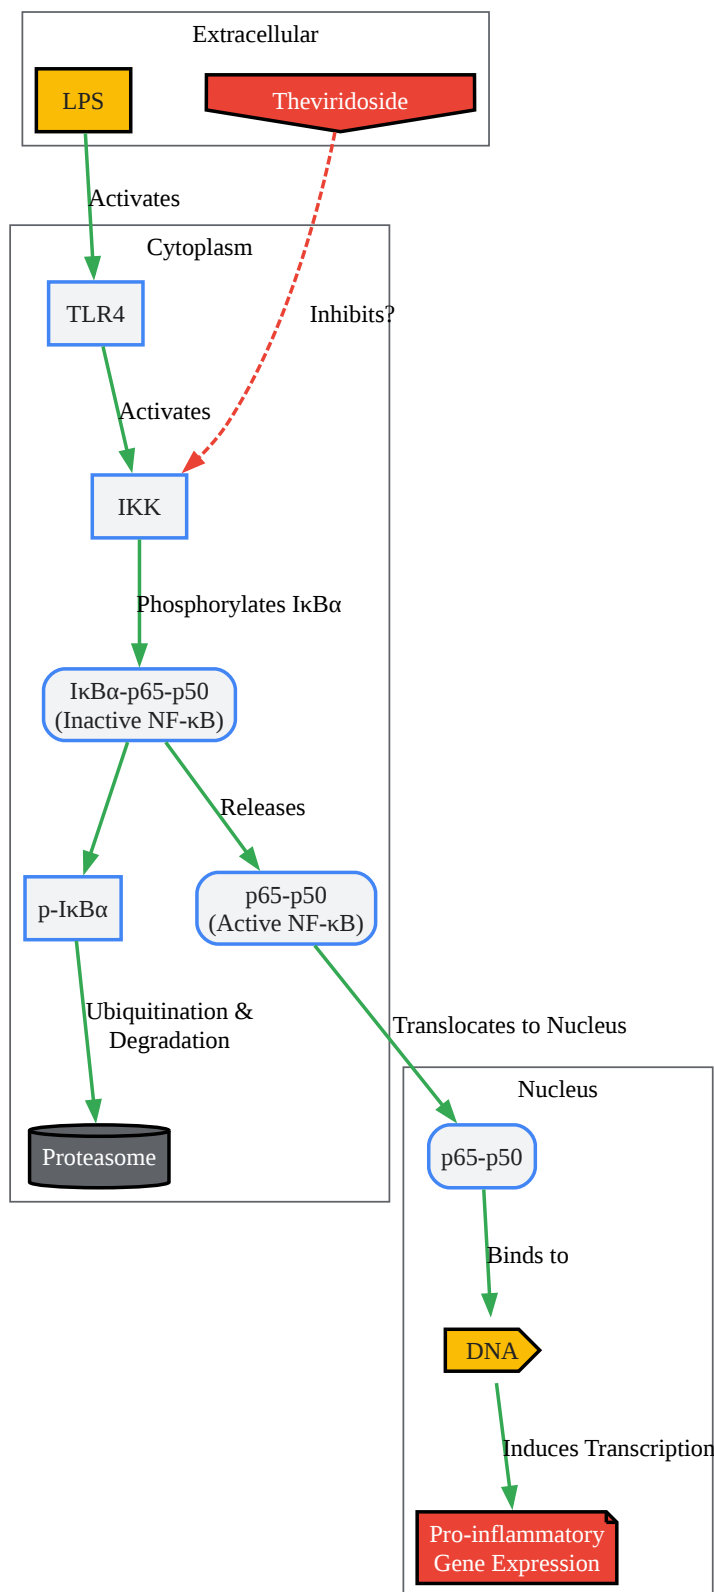 Extracellular
LPS
Theviridoside
Activates
Cytoplasm
TLR4
Inhibits?
Activates
IKK
Phosphorylates IκBα
IκBα-p65-p50
(Inactive NF-κB)
Releases
p-IκBα
p65-p50
(Active NF-κB)
Ubiquitination &
Degradation
Translocates to Nucleus
Nucleus
Proteasome
p65-p50
Binds to
DNA
Induces Transcription
Pro-inflammatory
Gene Expression